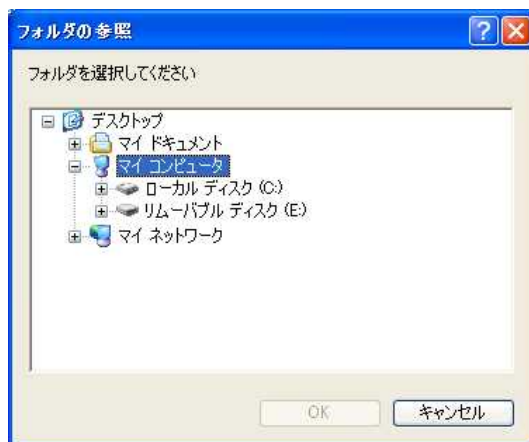 フォルダの参照
フォルダを選択してください
デスクトップ
マイ ドキュメント
マイ コンピュータ
ローカル ディスク (C:)
リムーバブル ディスク (E:)
マイ ネットワーク
OK
キャンセル